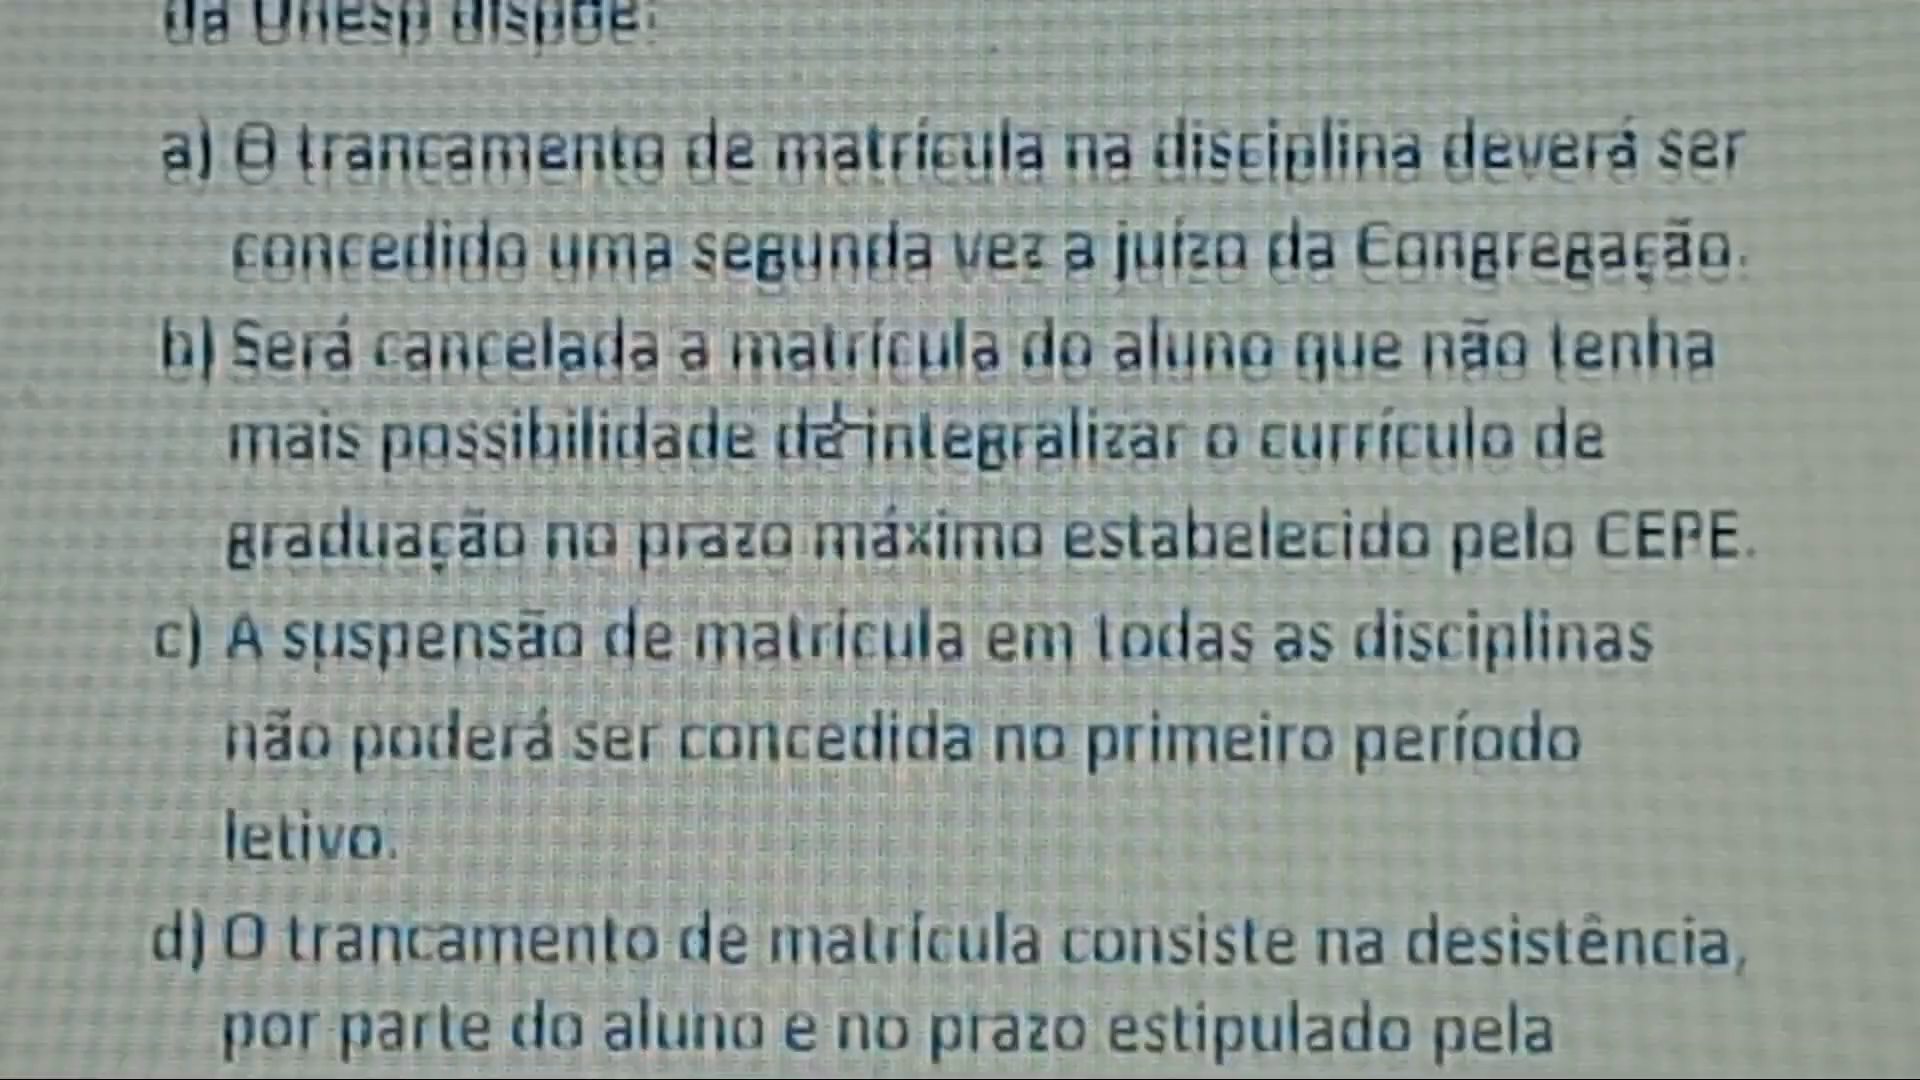 da Unesp dispõe:
a) O trancamento de matrícula na disciplina deverá ser
concedido uma segunda vez a juízo da Congregação.
b) Será cancelada a matrícula do aluno que não tenha
mais possibilidade de integralizar o currículo de
graduação no prazo máximo estabelecido pelo CEPE.
c) A suspensão de matrícula em todas as disciplinas
não poderá ser concedida no primeiro período
letivo.
d) O trancamento de matrícula consiste na desistência,
por parte do aluno e no prazo estipulado pela